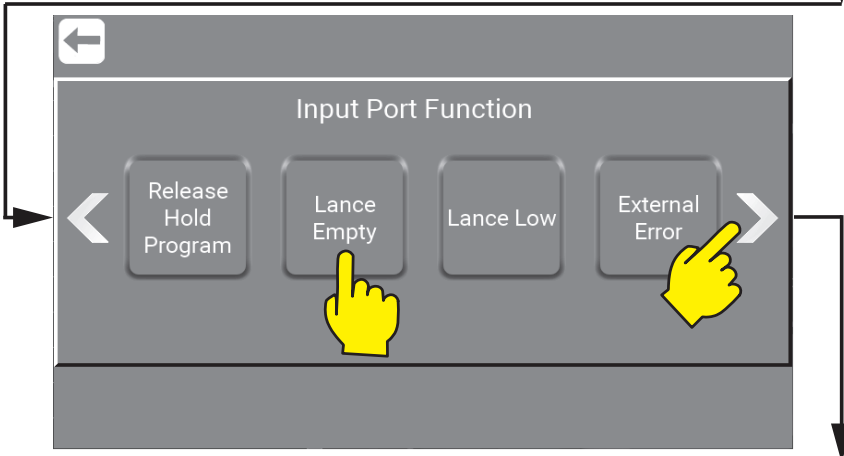 Input Port Function
Release
Hold
Program
Lance
Empty
Lance Low
External
Error